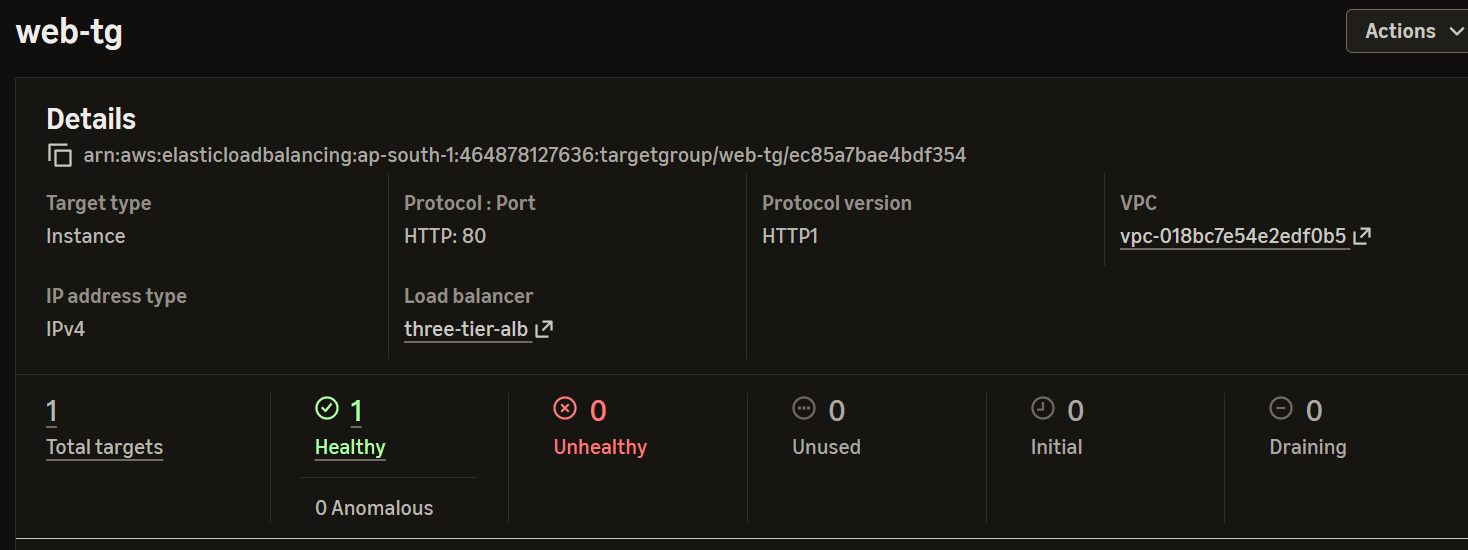 web-tg
Actions
Details
arn:aws:elasticloadbalancing:ap-south-1:464878127636:targetgroup/web-tg/ec85a7bae4bdf354
Target type
Instance
Protocol : Port
HTTP: 80
Protocol version
HTTP1
VPC
vpc-018bc7e54e2edf0b5
IP address type
IPv4
Load balancer
three-tier-alb
1
Total targets
1
Healthy
0 Anomalous
0
Unhealthy
0
Unused
0
Initial
0
Draining